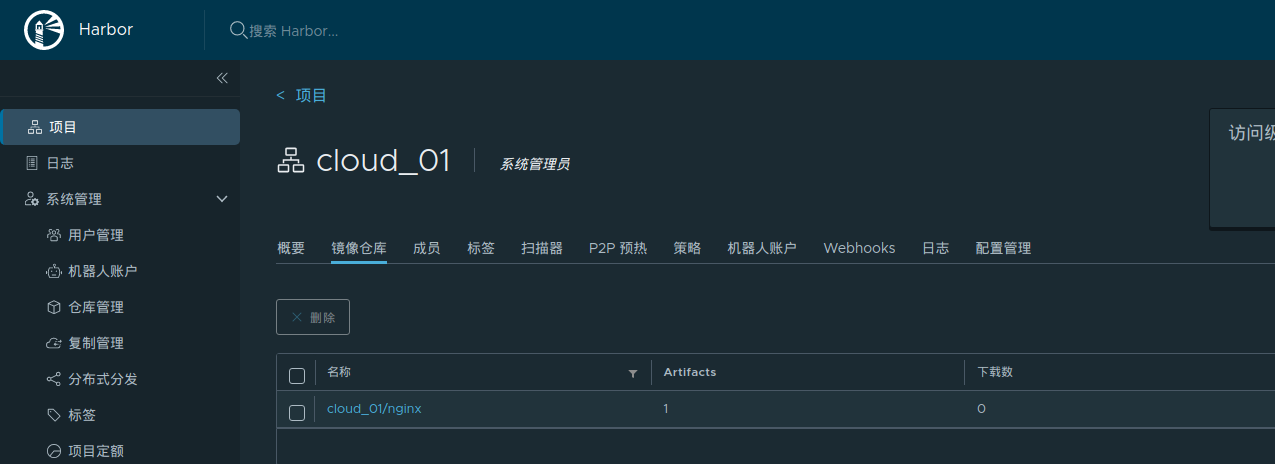 Harbor
搜索 Harbor...
项目
日志
系统管理
用户管理
机器人账户
仓库管理
复制管理
分布式分发
标签
项目定额
< 项目
访问级
cloud_01
系统管理员
概要 镜像仓库 成员 标签 扫描器 P2P 预热 策略 机器人账户 Webhooks 日志 配置管理
删除
名称 Artifacts 下载数
cloud_01/nginx 1 0